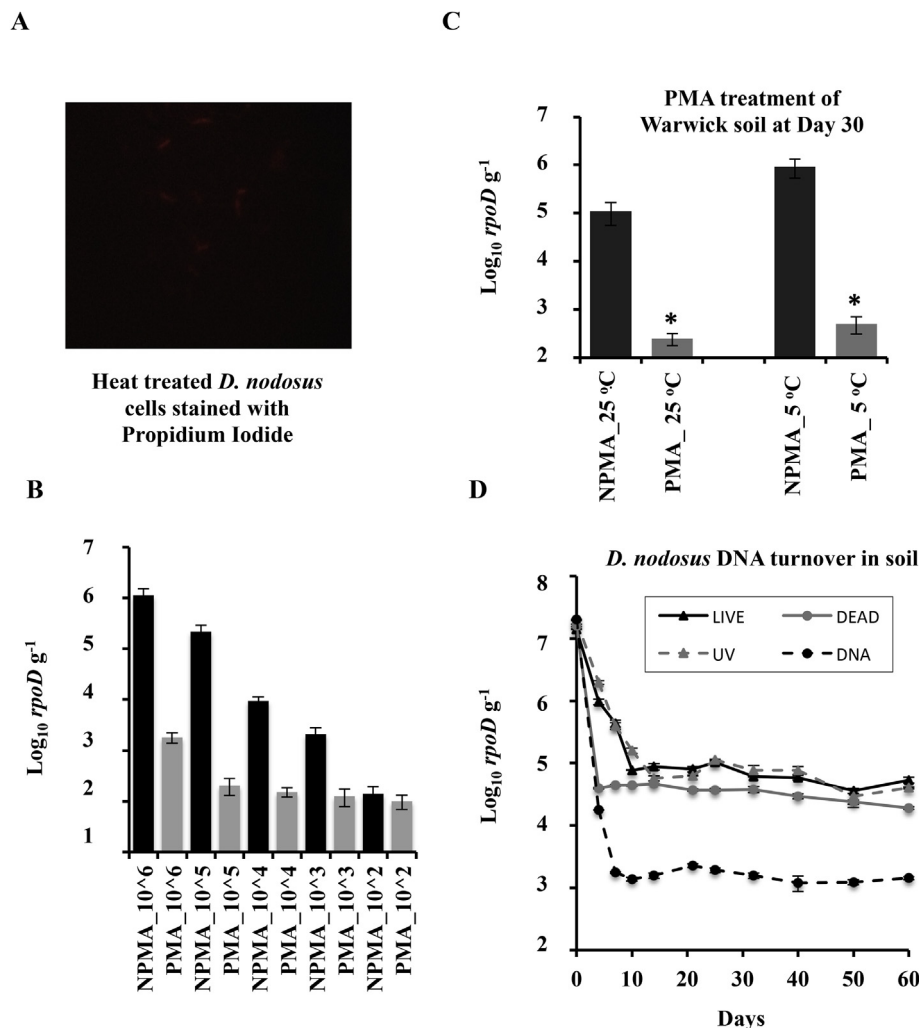 A
Heat treated D. nodosus
cells stained with
Propidium Iodide
B
7
6
5
4
3
2
1
Log10 rpoD g-1
NPMA_10^6
PMA_10^6
NPMA_10^5
PMA_10^5
NPMA_10^4
PMA_10^4
NPMA_10^3
PMA_10^3
NPMA_10^2
PMA_10^2
C
PMA treatment of
Warwick soil at Day 30
7
6
5
4
3
2
Log10 rpoD g-1
*
*
NPMA_25 oC
PMA_25 oC
NPMA_5 oC
PMA_5 oC
D
D. nodosus DNA turnover in soil
8
7
6
5
4
3
2
Log10 rpoD g-1
LIVE
DEAD
UV
DNA
0 10 20 30 40 50 60
Days